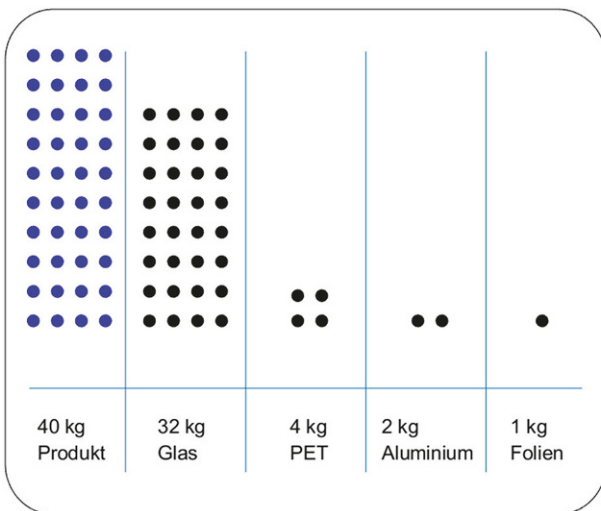 40 kg
Produkt
32 kg
Glas
4 kg
PET
2 kg
Aluminium
1 kg
Folien